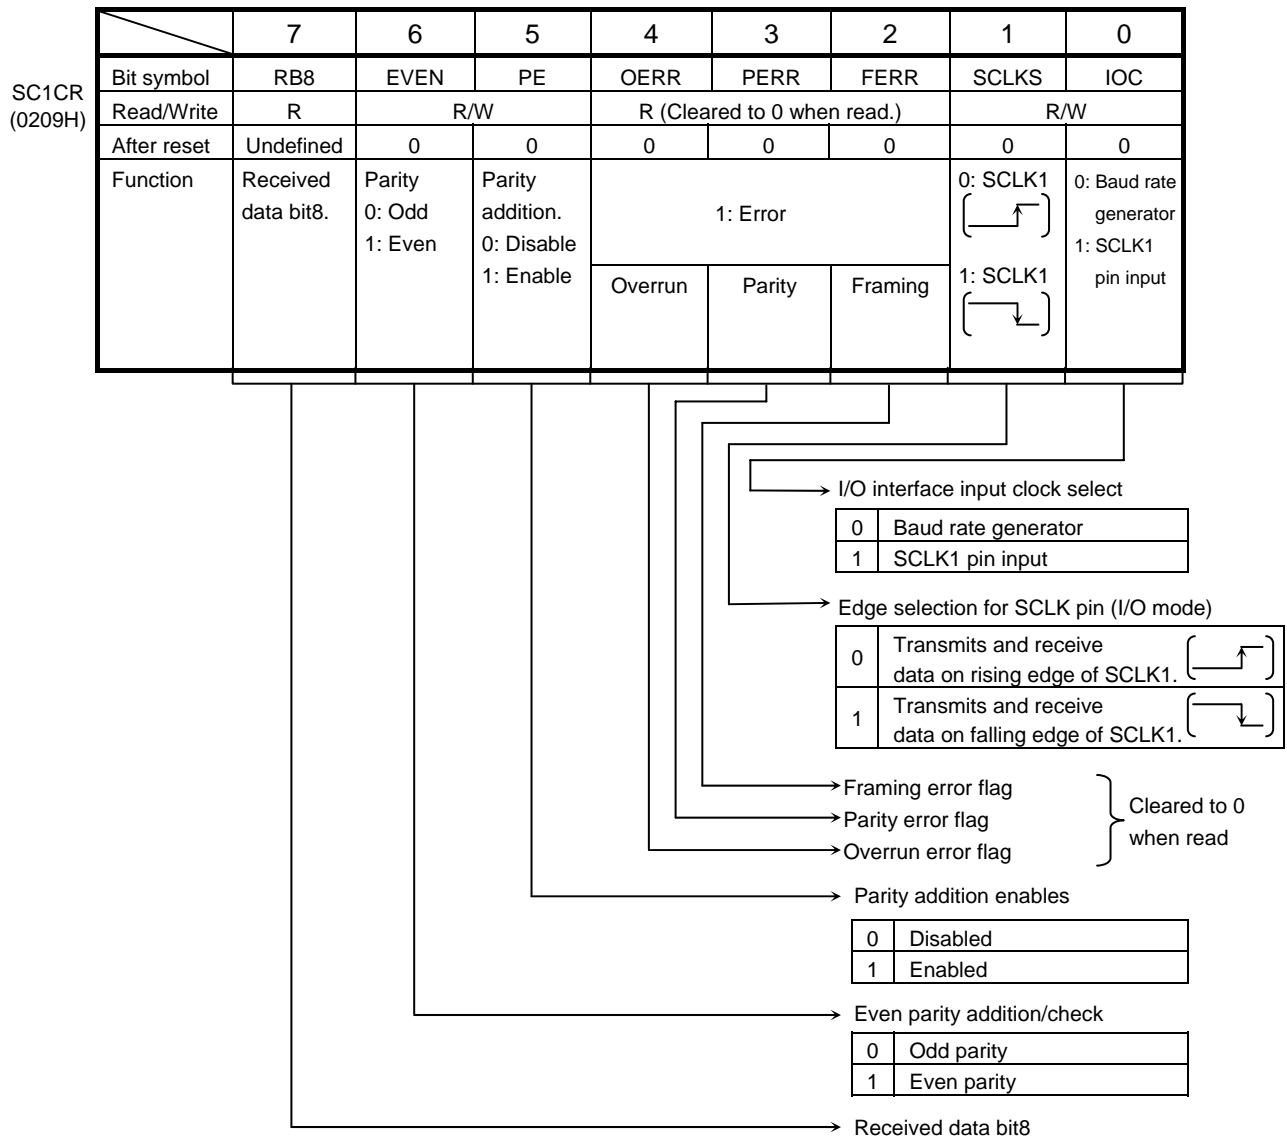 7 6 5 4 3 2 1 0
SC1CR
(0209H)
Bit symbol RB8 EVEN PE OERR PERR FERR SCLKS IOC
Read/Write R R/W R (Cleared to 0 when read.) R/W
After reset Undefined 0 0 0 0 0 0 0
Function
Received
data bit8.
Parity
0: Odd
1: Even
Parity
addition.
0: Disable
1: Enable
1: Error
Overrun Parity Framing
0: SCLK1
1: SCLK1
0: Baud rate
generator
1: SCLK1
pin input
I/O interface input clock select
0 Baud rate generator
1 SCLK1 pin input
Edge selection for SCLK pin (I/O mode)
0 Transmits and receive
data on rising edge of SCLK1.
1 Transmits and receive
data on falling edge of SCLK1.
Framing error flag
Parity error flag
Overrun error flag
Cleared to 0
when read
Parity addition enables
0 Disabled
1 Enabled
Even parity addition/check
0 Odd parity
1 Even parity
Received data bit8